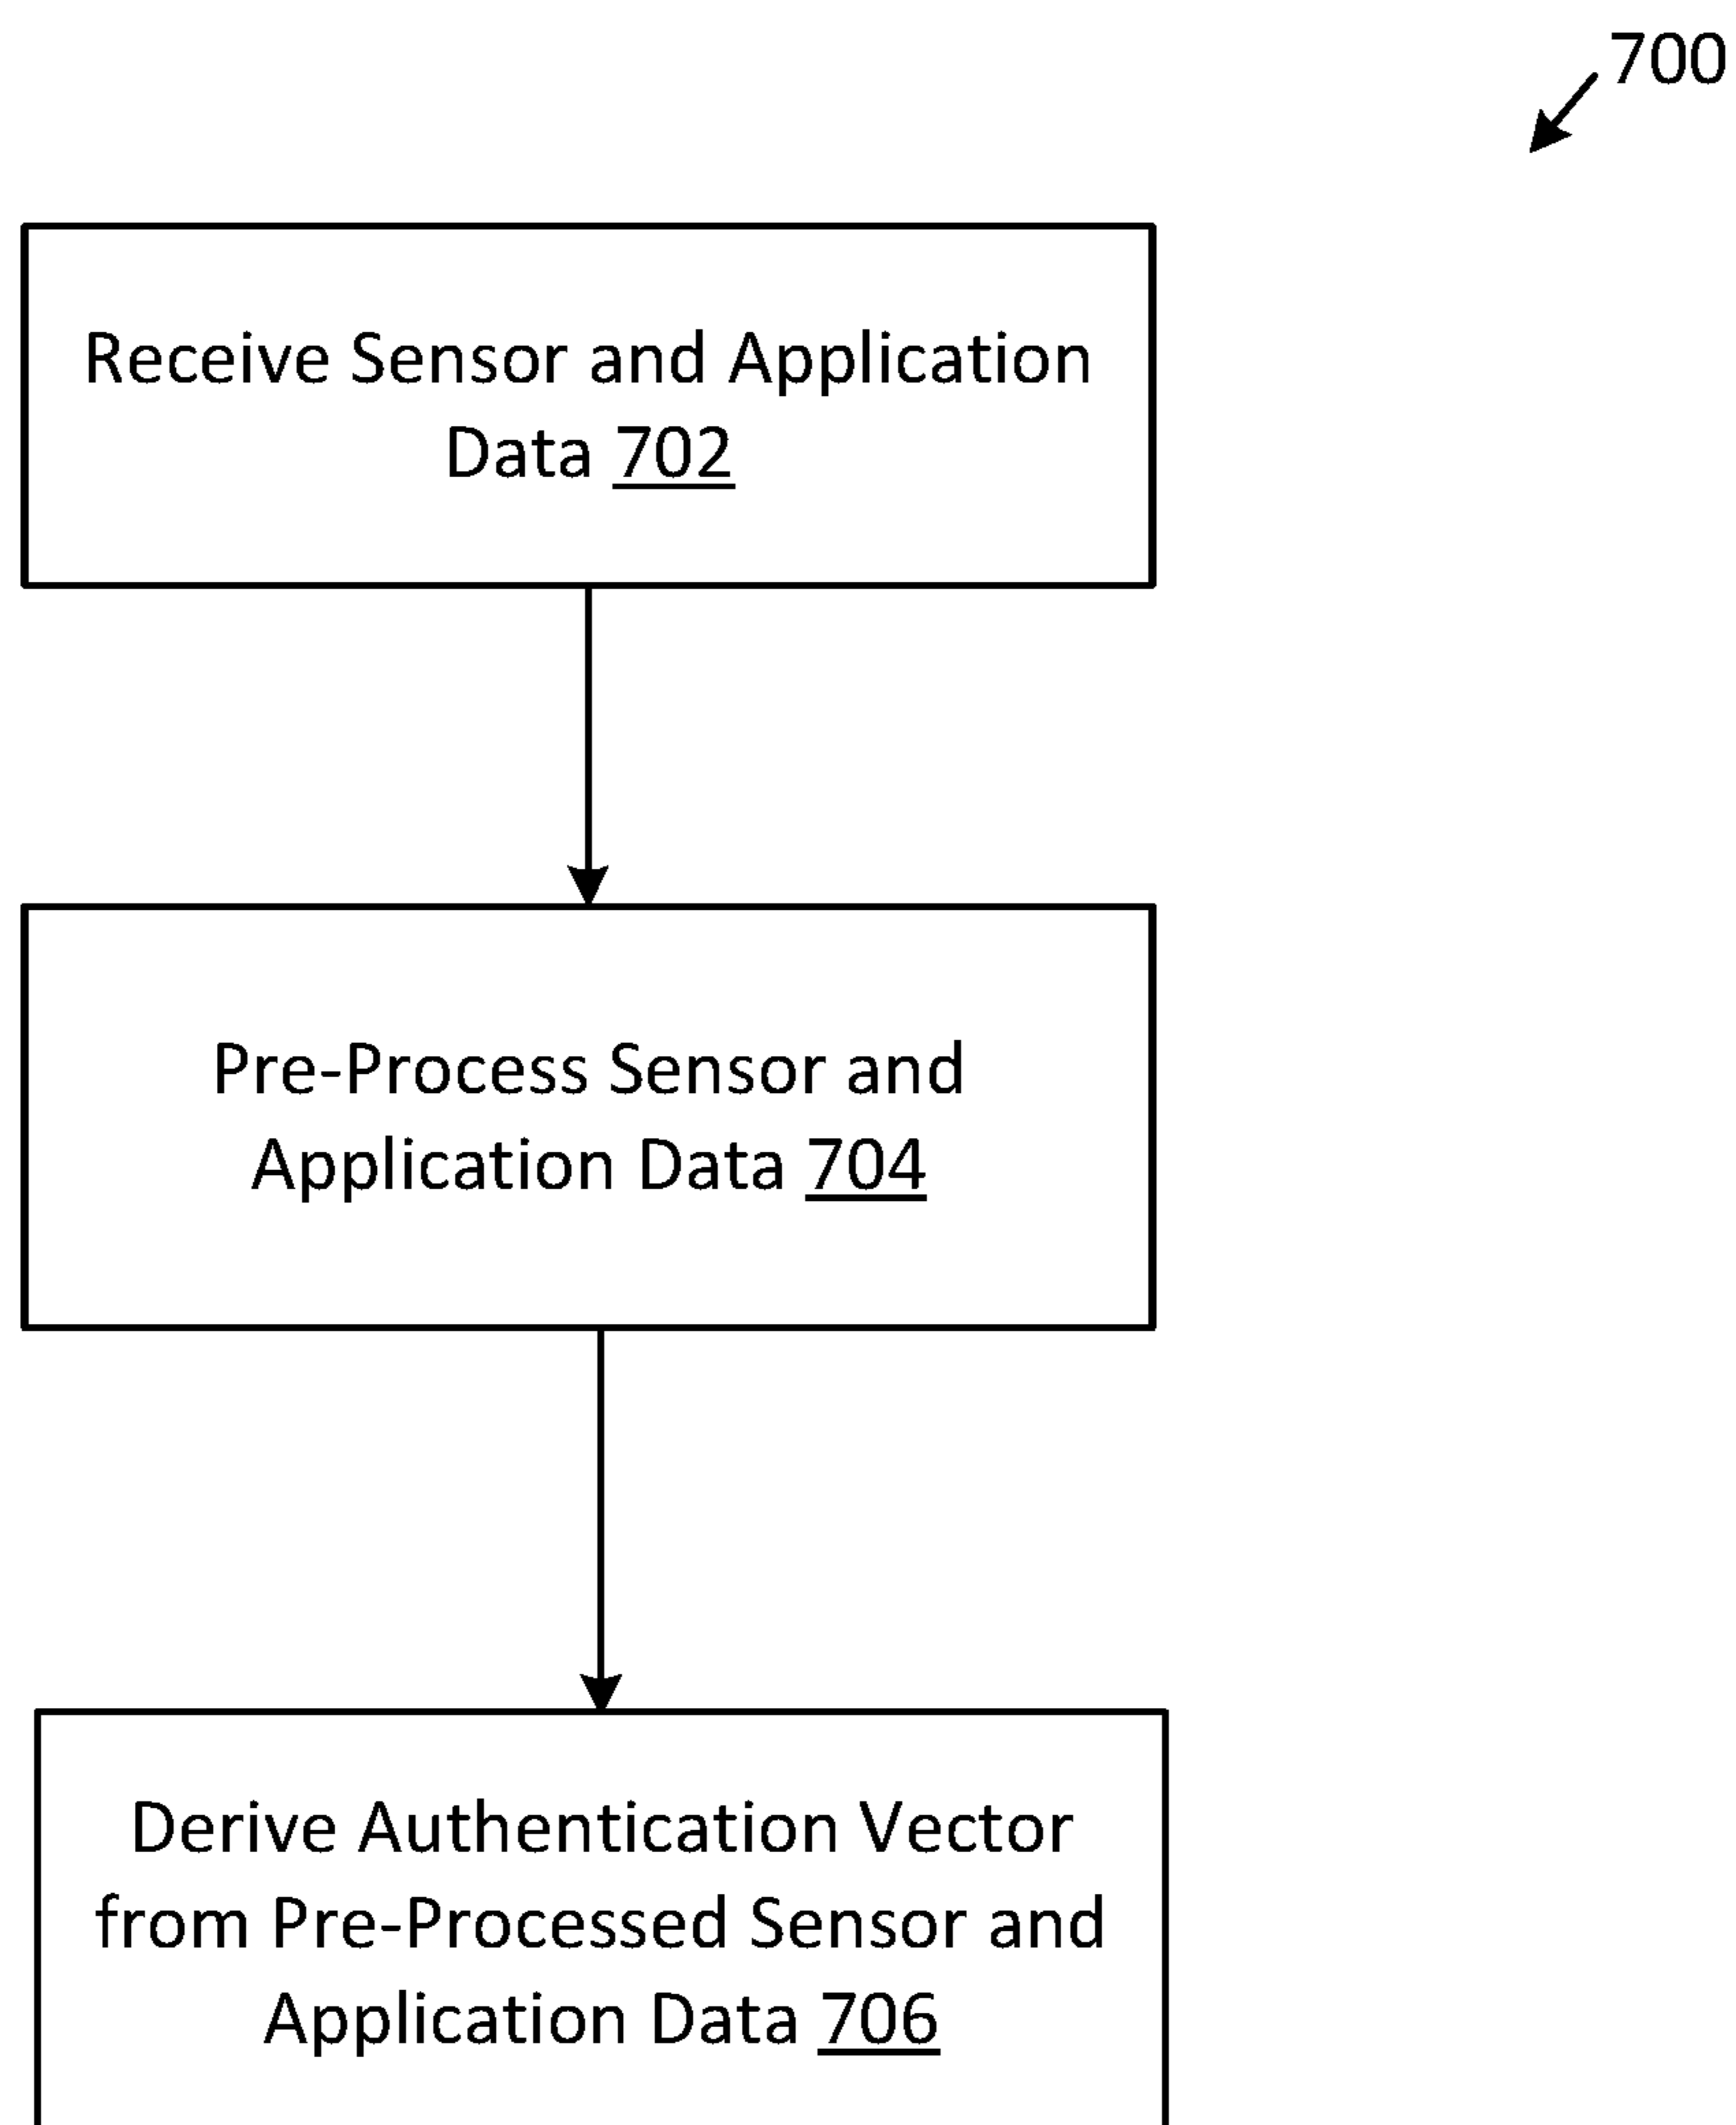 700
Receive Sensor and Application
Data 702
Pre-Process Sensor and
Application Data 704
Derive Authentication Vector
from Pre-Processed Sensor and
Application Data 706